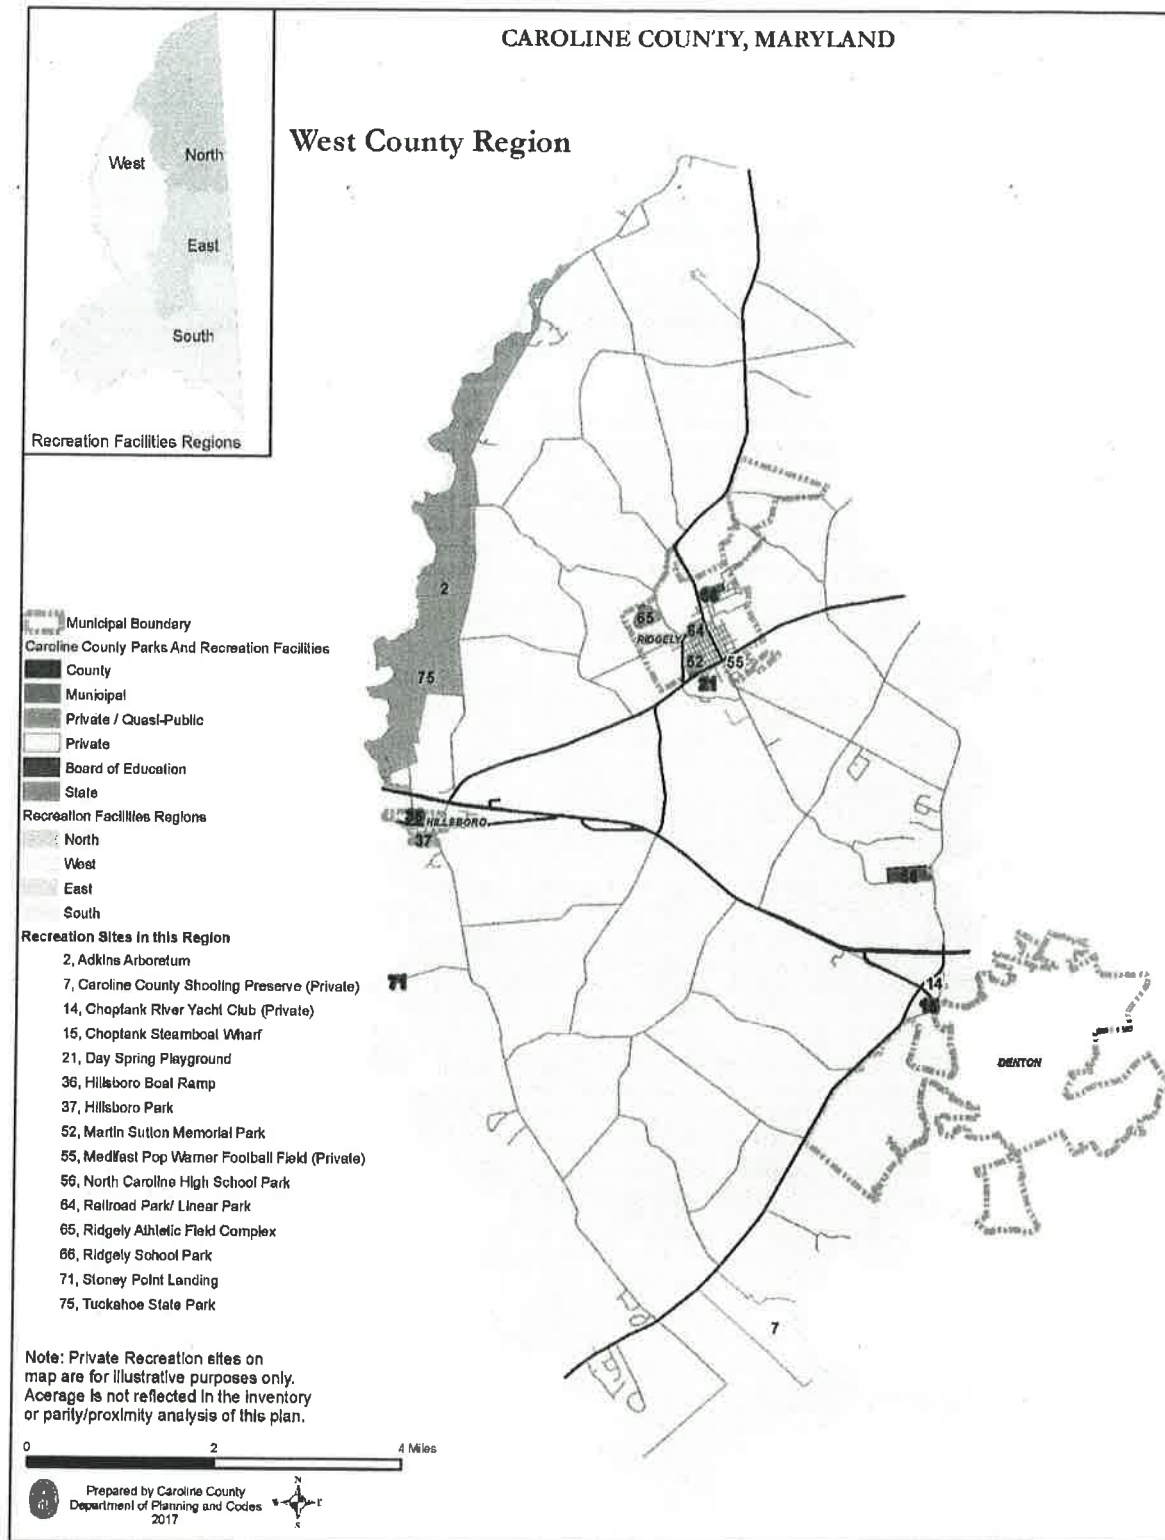 CAROLINE COUNTY, MARYLAND
West County Region
West
North
East
South
Recreation Facilities Regions
Municipal Boundary
Caroline County Parks And Recreation Facilities
County
Municipal
Private / Quasi-Public
Private
Board of Education
State
Recreation Facilities Regions
North
West
East
South
Recreation Sites in this Region
2, Adkins Arboretum
7, Caroline County Shooting Preserve (Private)
14, Choptank River Yacht Club (Private)
15, Choptank Steamboat Wharf
21, Day Spring Playground
36, Hillsboro Boat Ramp
37, Hillsboro Park
52, Martin Sutton Memorial Park
55, Medifast Pop Warner Football Field (Private)
56, North Caroline High School Park
64, Railroad Park/ Linear Park
65, Ridgely Athletic Field Complex
66, Ridgely School Park
71, Stoney Point Landing
75, Tuckahoe State Park
Note: Private Recreation sites on
map are for illustrative purposes only.
Acerage is not reflected in the inventory
or parity/proximity analysis of this plan.
0 2 4 Miles
Prepared by Caroline County
Department of Planning and Codes
2017
N
2
66
65
64
RIDGELY
52
55
21
75
36
HILLSBORO
37
71
14
15
DENTON
7